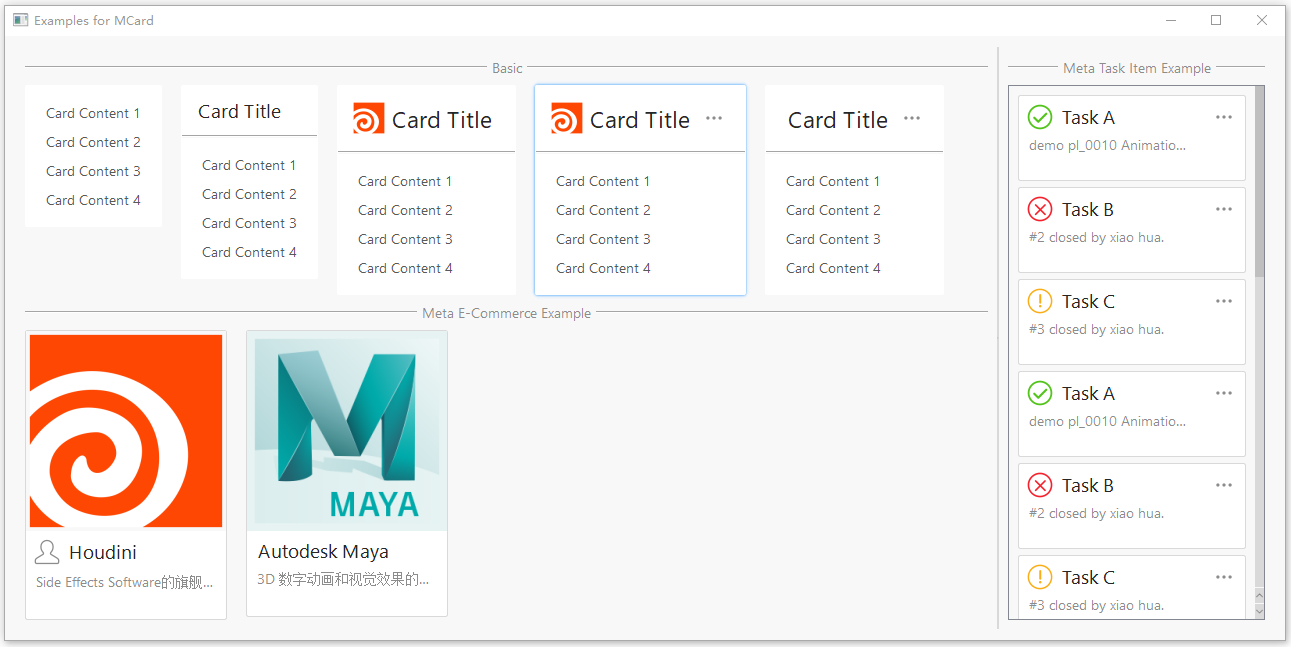 Examples for MCard
Basic
Card Content 1
Card Content 2
Card Content 3
Card Content 4
Card Title
Card Content 1
Card Content 2
Card Content 3
Card Content 4
Card Title
Card Content 1
Card Content 2
Card Content 3
Card Content 4
Card Title
Card Content 1
Card Content 2
Card Content 3
Card Content 4
Card Title
Card Content 1
Card Content 2
Card Content 3
Card Content 4
Meta E-Commerce Example
Houdini
Side Effects Software的旗舰...
MAYA
Autodesk Maya
3D 数字动画和视觉效果的...
Meta Task Item Example
Task A
demo pl_0010 Animatio...
Task B
#2 closed by xiao hua.
Task C
#3 closed by xiao hua.
Task A
demo pl_0010 Animatio...
Task B
#2 closed by xiao hua.
Task C
#3 closed by xiao hua.